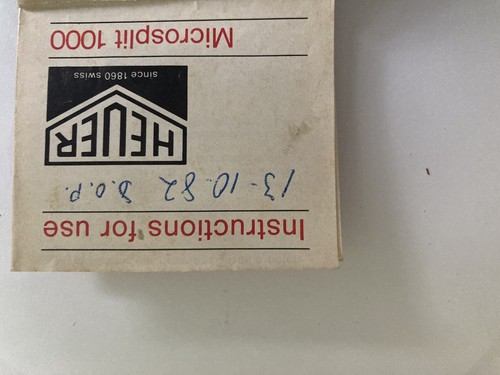 Instructions for use
13-10-82 D.O.P.
HEUER
since 1860 swiss
Microsplit 1000